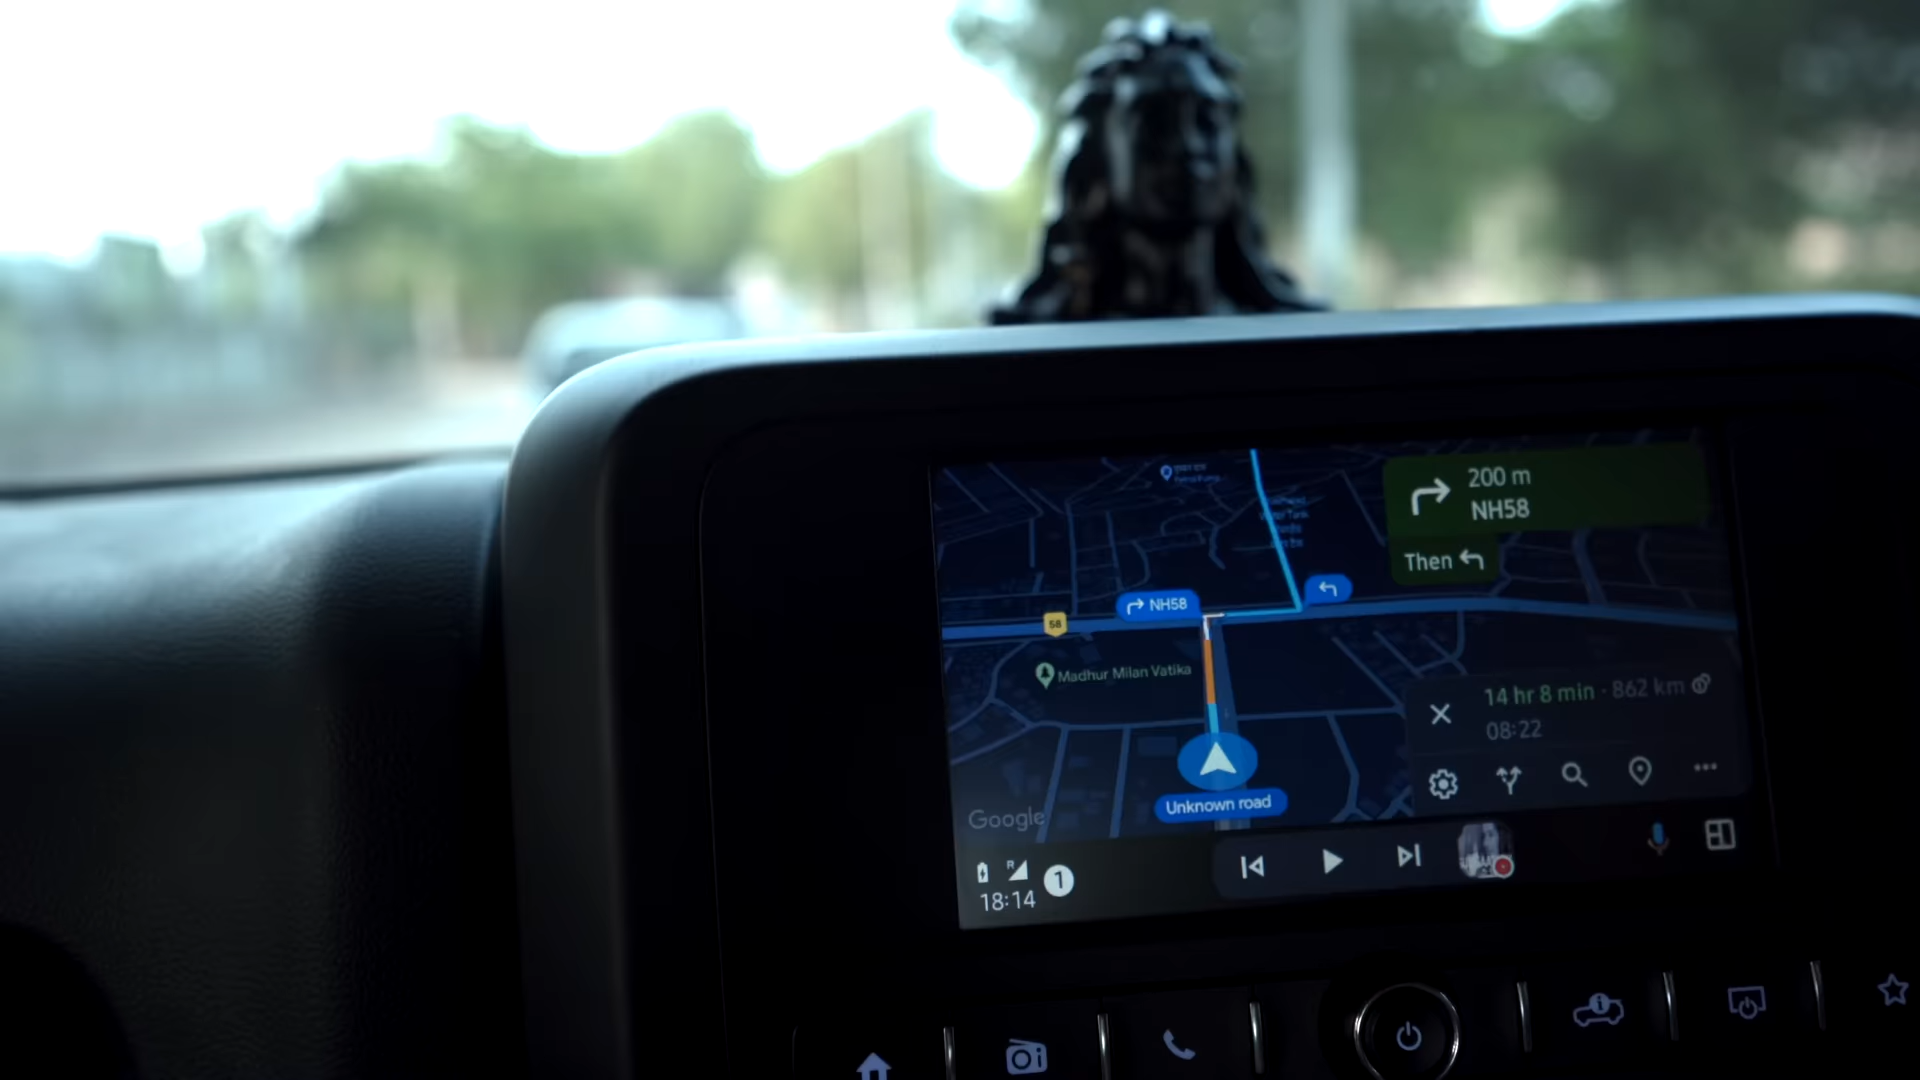 200 m
NH58
Then
NH58
58
Madhur Milan Vatika
14 hr 8 min · 862 km
08:22
Unknown road
Google
R
18:14
1